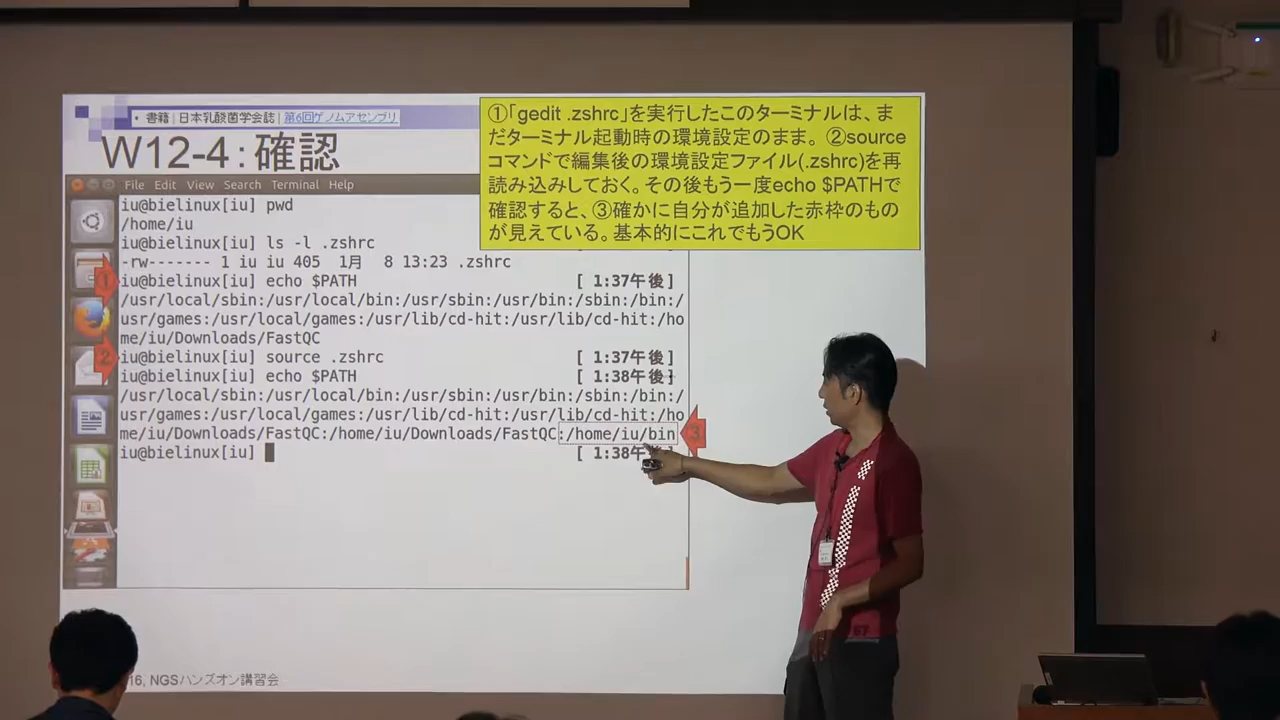 ・ 書籍 | 日本乳酸菌学会誌 | 第6回ゲノムアセンブリ
W12-4：確認
①「gedit .zshrc」を実行したこのターミナルは、ま
だターミナル起動時の環境設定のまま。②source
コマンドで編集後の環境設定ファイル(.zshrc)を再
読み込みしておく。その後もう一度echo $PATHで
確認すると、③確かに自分が追加した赤枠のもの
が見えている。基本的にこれでもうOK
File Edit View Search Terminal Help
iu@bielinux[iu] pwd
/home/iu
iu@bielinux[iu] ls -l .zshrc
-rw------- 1 iu iu 405 1月 8 13:23 .zshrc
① iu@bielinux[iu] echo $PATH [ 1:37午後]
/usr/local/sbin:/usr/local/bin:/usr/sbin:/usr/bin:/sbin:/bin:/
usr/games:/usr/local/games:/usr/lib/cd-hit:/usr/lib/cd-hit:/ho
me/iu/Downloads/FastQC
② iu@bielinux[iu] source .zshrc [ 1:37午後]
iu@bielinux[iu] echo $PATH [ 1:38午後]
/usr/local/sbin:/usr/local/bin:/usr/sbin:/usr/bin:/sbin:/bin:/
usr/games:/usr/local/games:/usr/lib/cd-hit:/usr/lib/cd-hit:/ho
me/iu/Downloads/FastQC:/home/iu/Downloads/FastQC:/home/iu/bin ③
iu@bielinux[iu] [ 1:38午後]
16, NGSハンズオン講習会
67